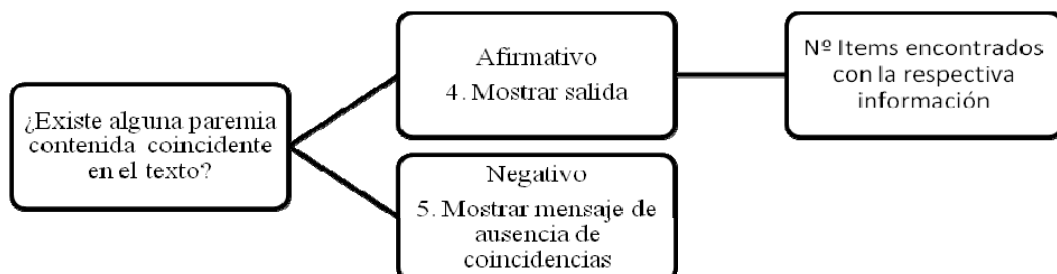 ¿Existe alguna paremia
contenida coincidente
en el texto?
Afirmativo
4. Mostrar salida
Nº Items encontrados
con la respectiva
información
Negativo
5. Mostrar mensaje de
ausencia de
coincidencias